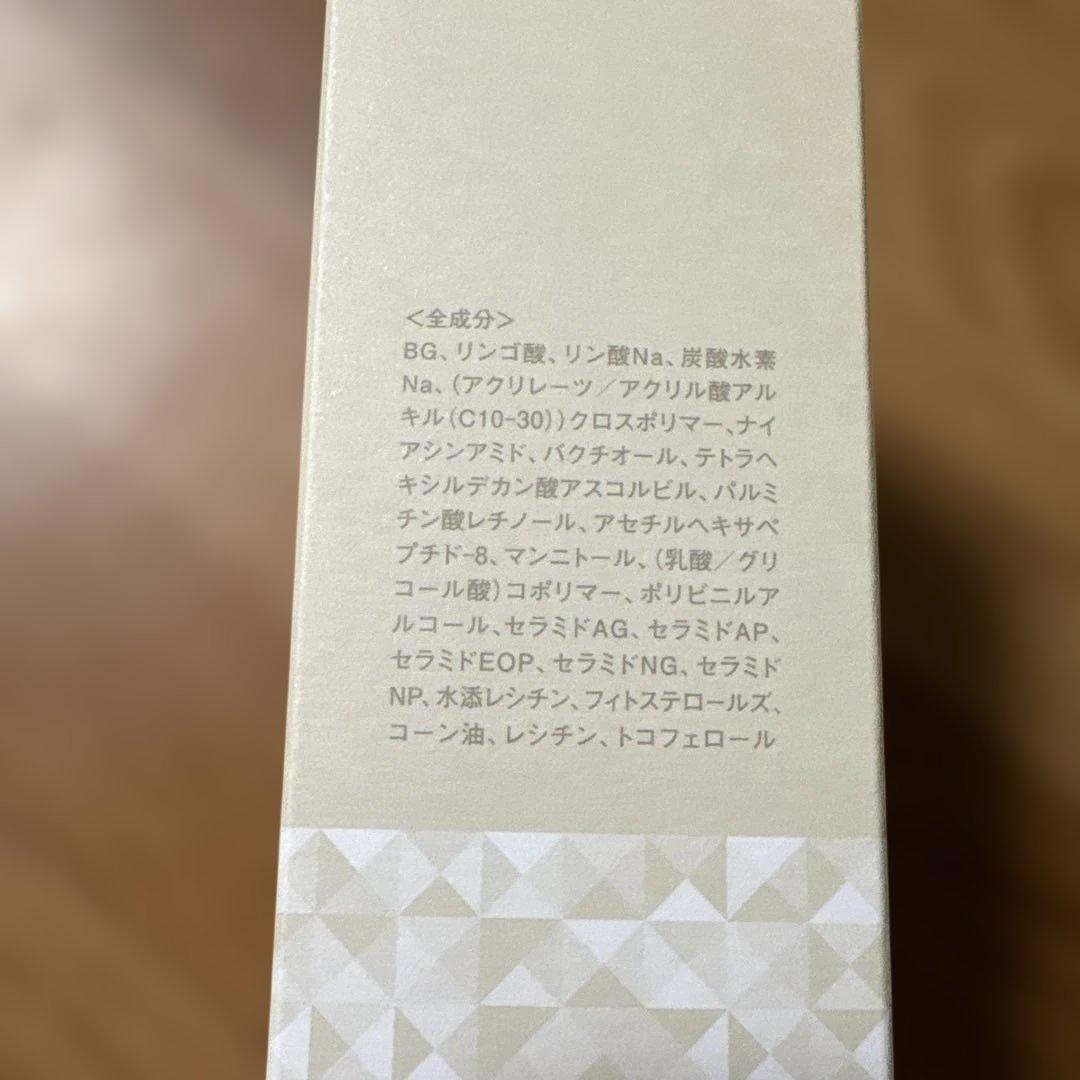 ＜全成分＞
BG、リンゴ酸、リン酸Na、炭酸水素
Na、(アクリレーツ／アクリル酸アル
キル(C10-30))クロスポリマー、ナイ
アシンアミド、バクチオール、テトラヘ
キシルデカン酸アスコルビル、パルミ
チン酸レチノール、アセチルヘキサペ
プチド-8、マンニトール、(乳酸／グリ
コール酸)コポリマー、ポリビニルア
ルコール、セラミドAG、セラミドAP、
セラミドEOP、セラミドNG、セラミド
NP、水添レシチン、フィトステロールズ、
コーン油、レシチン、トコフェロール